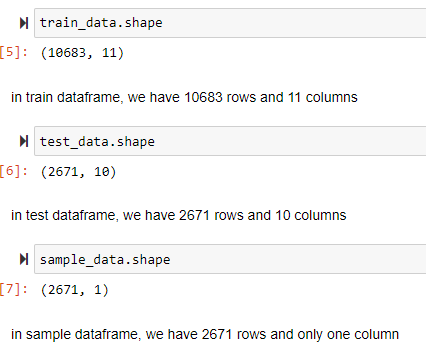 train_data.shape
[5]: (10683, 11)
in train dataframe, we have 10683 rows and 11 columns
test_data.shape
[6]: (2671, 10)
in test dataframe, we have 2671 rows and 10 columns
sample_data.shape
[7]: (2671, 1)
in sample dataframe, we have 2671 rows and only one column